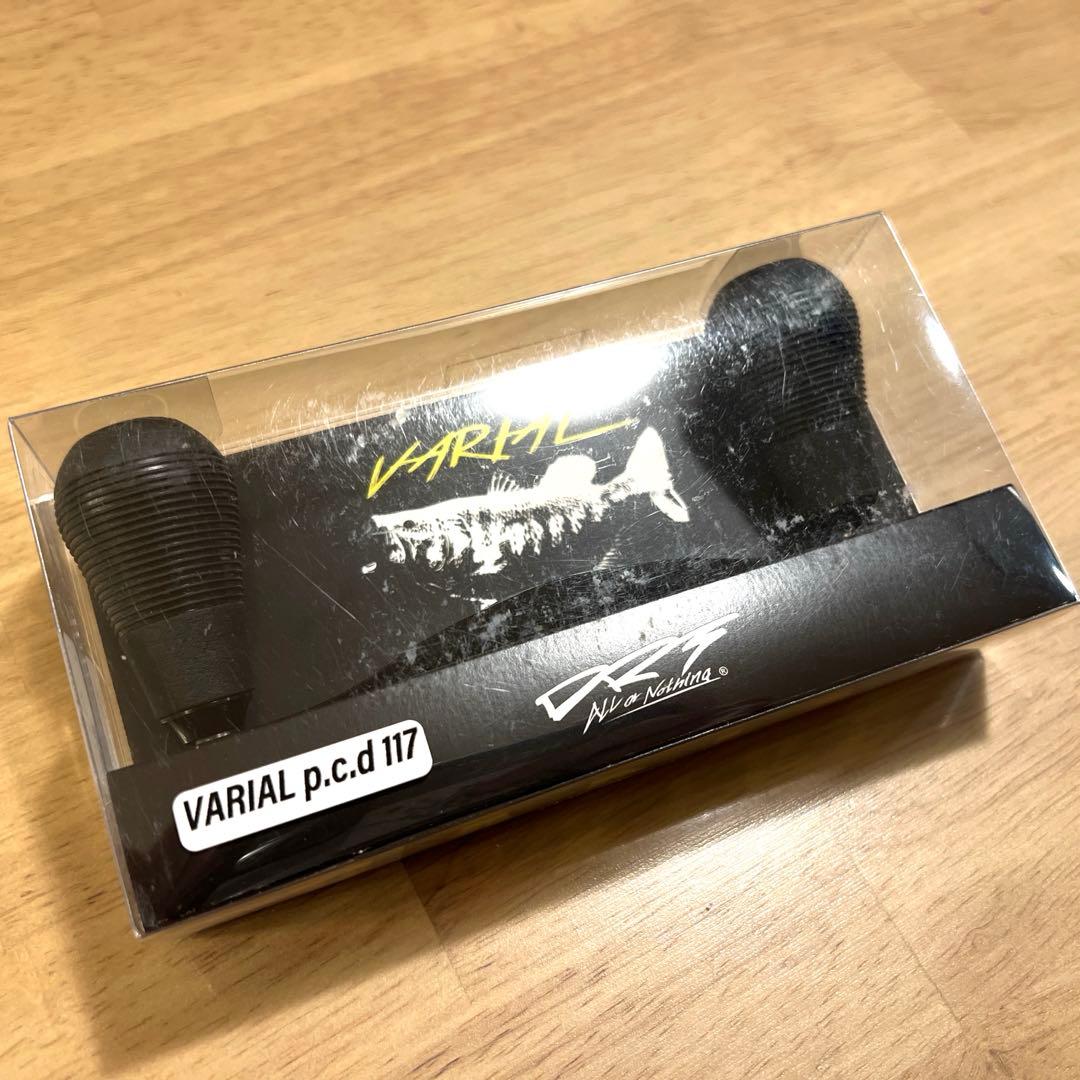 VARIAL
DRT
ALL or Nothing®
VARIAL p.c.d 117